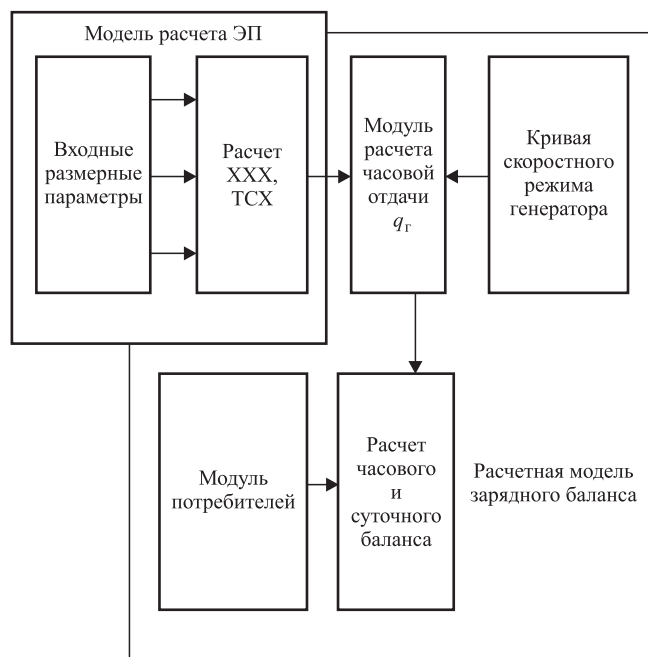 Модель расчета ЭП
Входные
размерные
параметры
Расчет
ХХХ,
ТСХ
Модуль
расчета
часовой
отдачи
qг
Кривая
скоростного
режима
генератора
Модуль
потребителей
Расчет
часового
и
суточного
баланса
Расчетная модель
зарядного баланса